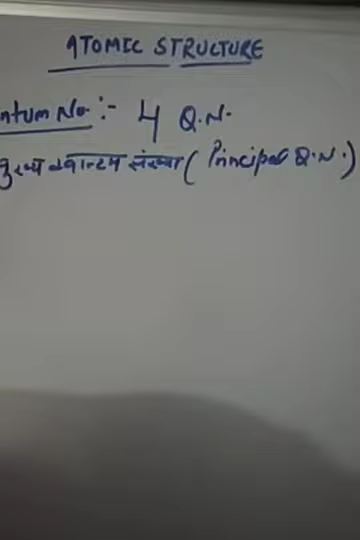 ATOMIC STRUCTURE
ntum No :- 4 Q.N.
मुख्य क्वान्टम संख्या ( Principal Q.N.)